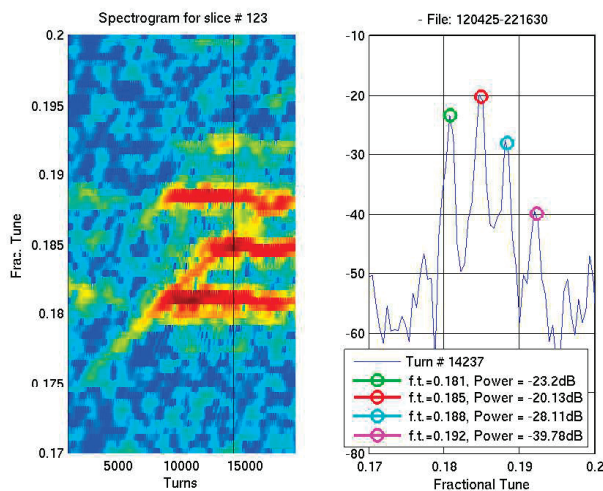 Spectrogram for slice # 123
0.2
0.195
0.19
0.185
0.18
0.175
0.17
Frac. Tune
5000 10000 15000
Turns
- File: 120425-221630
-10
-20
-30
-40
-50
-60
-80
Turn # 14237
f.t.=0.181, Power = -23.2dB
f.t.=0.185, Power = -20.13dB
f.t.=0.188, Power = -28.11dB
f.t.=0.192, Power = -39.78dB
0.17 0.18 0.19 0.2
Fractional Tune